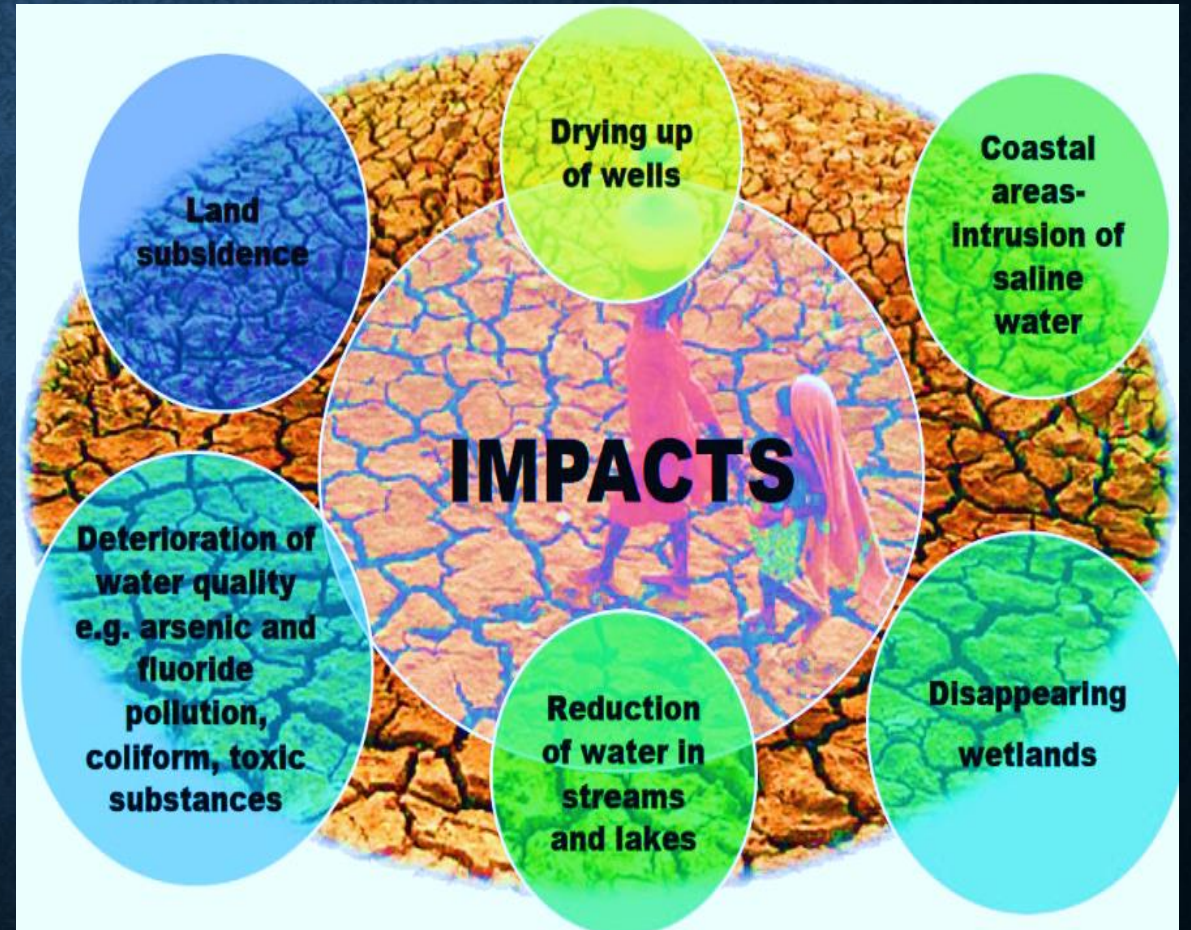 Drying up
of wells
Coastal
areas-
intrusion of
saline
water
Disappearing
wetlands
Reduction
of water in
streams
and lakes
Deterioration of
water quality
e.g. arsenic and
fluoride
pollution,
coliform, toxic
substances
Land
subsidence
IMPACTS